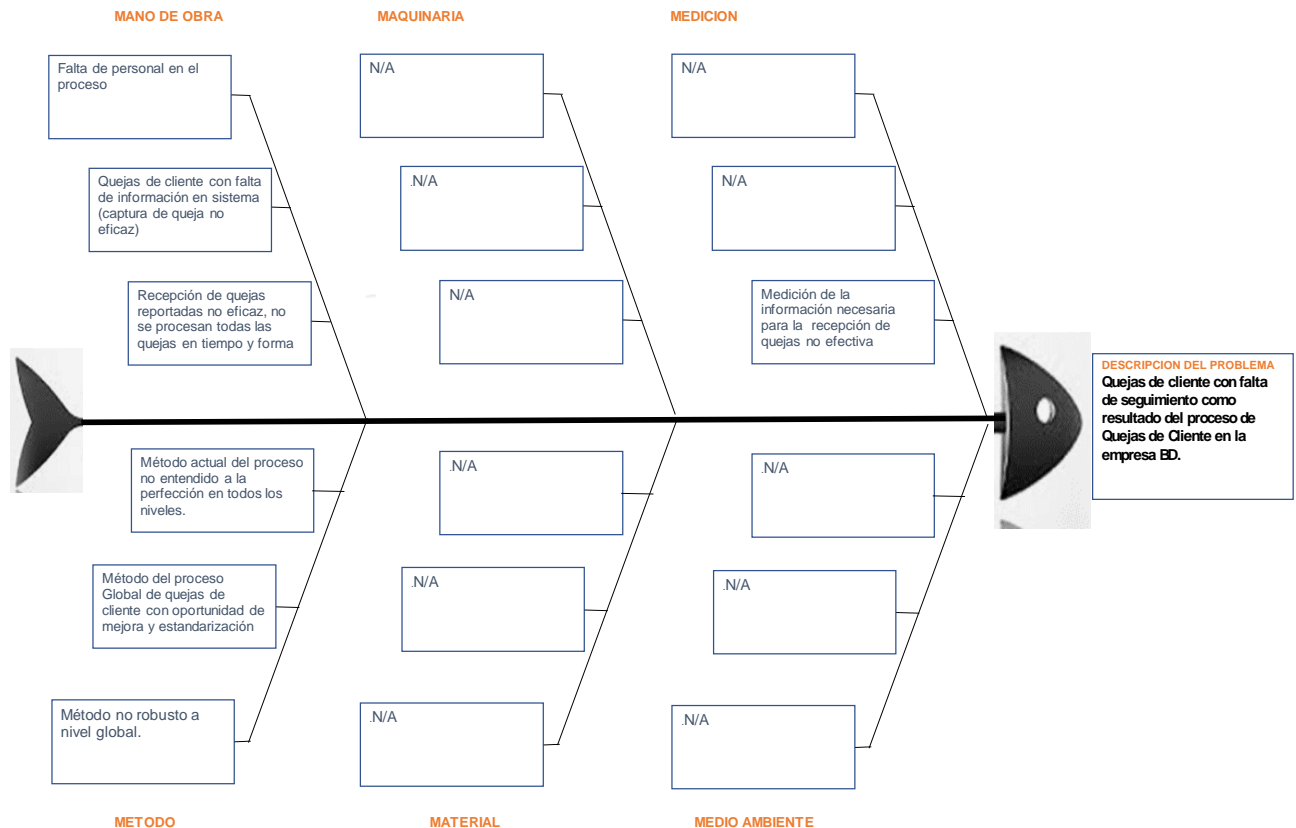 MANO DE OBRA
MAQUINARIA
MEDICION
Falta de personal en el
proceso
N/A
N/A
Quejas de cliente con falta
de información en sistema
(captura de queja no
eficaz)
.N/A
N/A
Recepción de quejas
reportadas no eficaz, no
se procesan todas las
quejas en tiempo y forma
N/A
Medición de la
información necesaria
para la recepción de
quejas no efectiva
DESCRIPCION DEL PROBLEMA
Quejas de cliente con falta
de seguimiento como
resultado del proceso de
Quejas de Cliente en la
empresa BD.
Método actual del proceso
no entendido a la
perfección en todos los
niveles.
.N/A
.N/A
Método del proceso
Global de quejas de
cliente con oportunidad de
mejora y estandarización
.N/A
.N/A
Método no robusto a
nivel global.
.N/A
.N/A
METODO
MATERIAL
MEDIO AMBIENTE